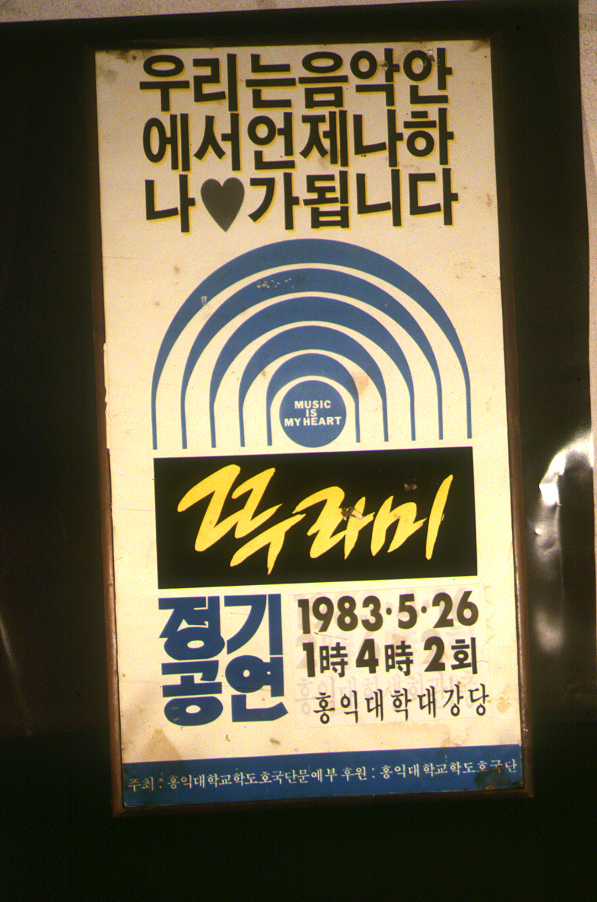 우리는음악안
에서언제나하
나♥가됩니다
MUSIC
IS
MY HEART
뚜라미
정기
공연
1983·5·26
1時 4時 2회
홍익대학대강당
주최 : 홍익대학교학도호국단문예부 후원 : 홍익대학교학도호국단